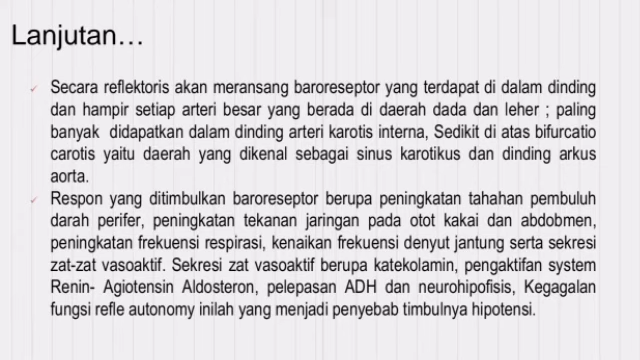 Lanjutan...
Secara reflektoris akan meransang baroreseptor yang terdapat di dalam dinding
dan hampir setiap arteri besar yang berada di daerah dada dan leher ; paling
banyak didapatkan dalam dinding arteri karotis interna, Sedikit di atas bifurcatio
carotis yaitu daerah yang dikenal sebagai sinus karotikus dan dinding arkus
aorta.
Respon yang ditimbulkan baroreseptor berupa peningkatan tahahan pembuluh
darah perifer, peningkatan tekanan jaringan pada otot kakai dan abdobmen,
peningkatan frekuensi respirasi, kenaikan frekuensi denyut jantung serta sekresi
zat-zat vasoaktif. Sekresi zat vasoaktif berupa katekolamin, pengaktifan system
Renin- Agiotensin Aldosteron, pelepasan ADH dan neurohipofisis, Kegagalan
fungsi refle autonomy inilah yang menjadi penyebab timbulnya hipotensi.